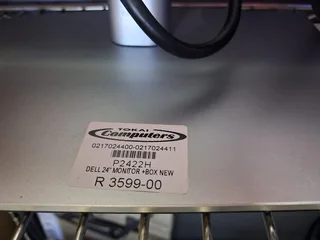 TOKAI
Computers
0217024400-0217024411
P2422H
DELL 24" MONITOR +BOX NEW
R 3599-00